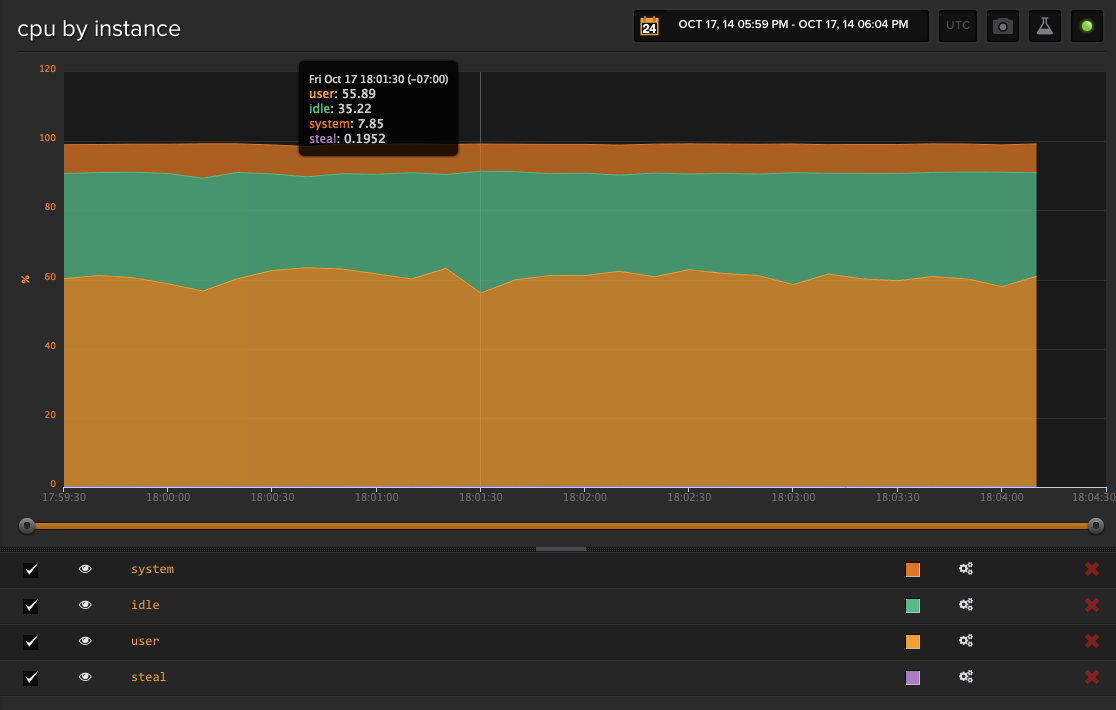 cpu by instance
24
OCT 17, 14 05:59 PM - OCT 17, 14 06:04 PM
UTC
120
100
80
60
40
20
0
%
Fri Oct 17 18:01:30 (-07:00)
user: 55.89
idle: 35.22
system: 7.85
steal: 0.1952
17:59:30 18:00:00 18:00:30 18:01:00 18:01:30 18:02:00 18:02:30 18:03:00 18:03:30 18:04:00 18:04:30
system
idle
user
steal